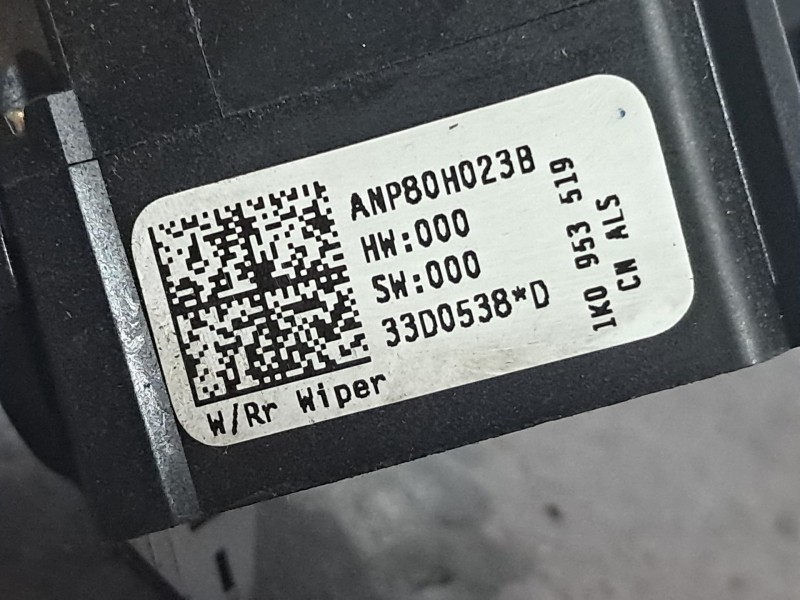 ANP80H023B
HW:000
SW:000
33D0538*D
W/Rr Wiper
1K0 953 519
CN ALS